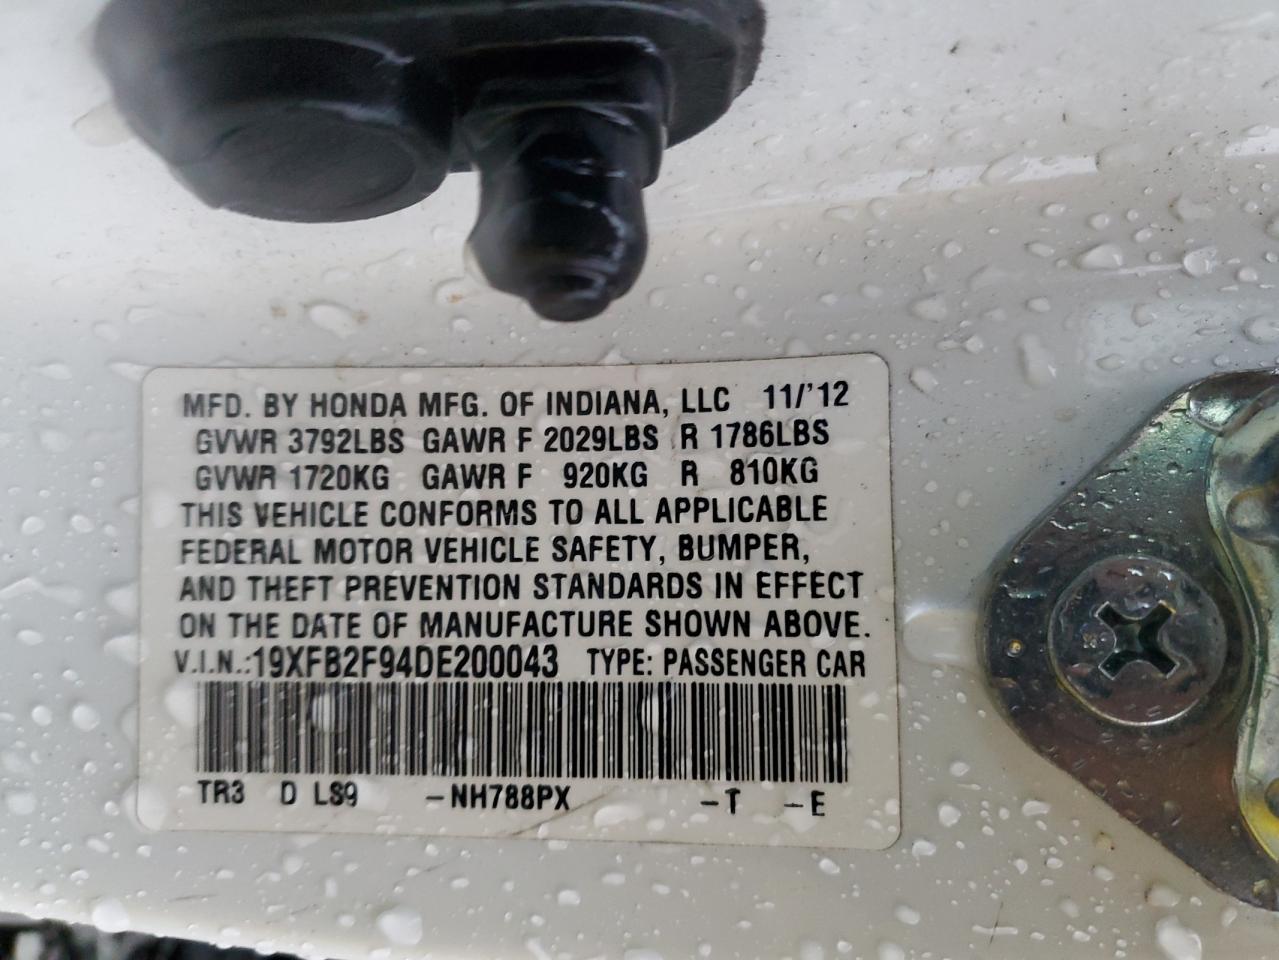 MFD. BY HONDA MFG. OF INDIANA, LLC 11/'12
GVWR 3792LBS GAWR F 2029LBS R 1786LBS
GVWR 1720KG GAWR F 920KG R 810KG
THIS VEHICLE CONFORMS TO ALL APPLICABLE
FEDERAL MOTOR VEHICLE SAFETY, BUMPER,
AND THEFT PREVENTION STANDARDS IN EFFECT
ON THE DATE OF MANUFACTURE SHOWN ABOVE.
V.I.N.:19XFB2F94DE200043 TYPE: PASSENGER CAR
TR3 D LS9 -NH788PX -T -E